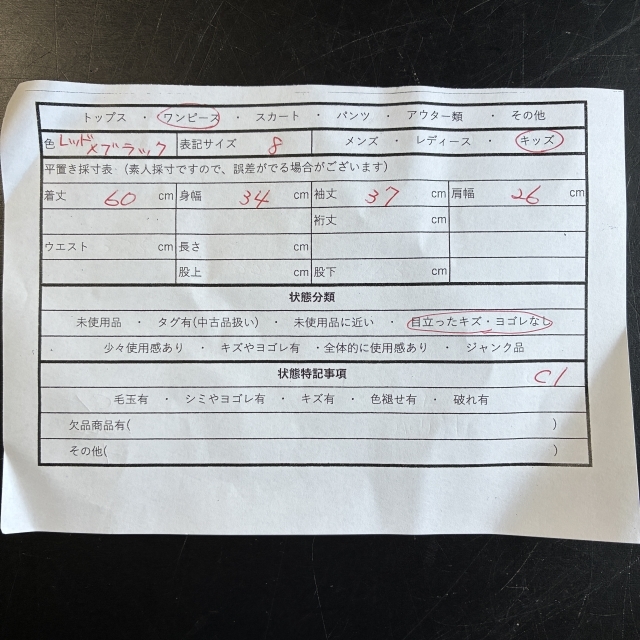 トップス ・ ワンピース ・ スカート ・ パンツ ・ アウター類 ・ その他
色 レッド×ブラック 表記サイズ 8 メンズ ・ レディース ・ キッズ
平置き採寸表・(素人採寸ですので、誤差がでる場合がございます)
着丈 60 cm 身幅 34 cm 袖丈 37 cm 肩幅 26 cm
裄丈 cm
ウエスト cm 長さ cm
股上 cm 股下 cm
状態分類
未使用品 ・ タグ有(中古品扱い) ・ 未使用品に近い ・ 目立ったキズ・ヨゴレなし
少々使用感あり ・ キズやヨゴレ有 ・全体的に使用感あり ・ ジャンク品
状態特記事項 C1
毛玉有 ・ シミやヨゴレ有 ・ キズ有 ・ 色褪せ有 ・ 破れ有
欠品商品有( )
その他( )